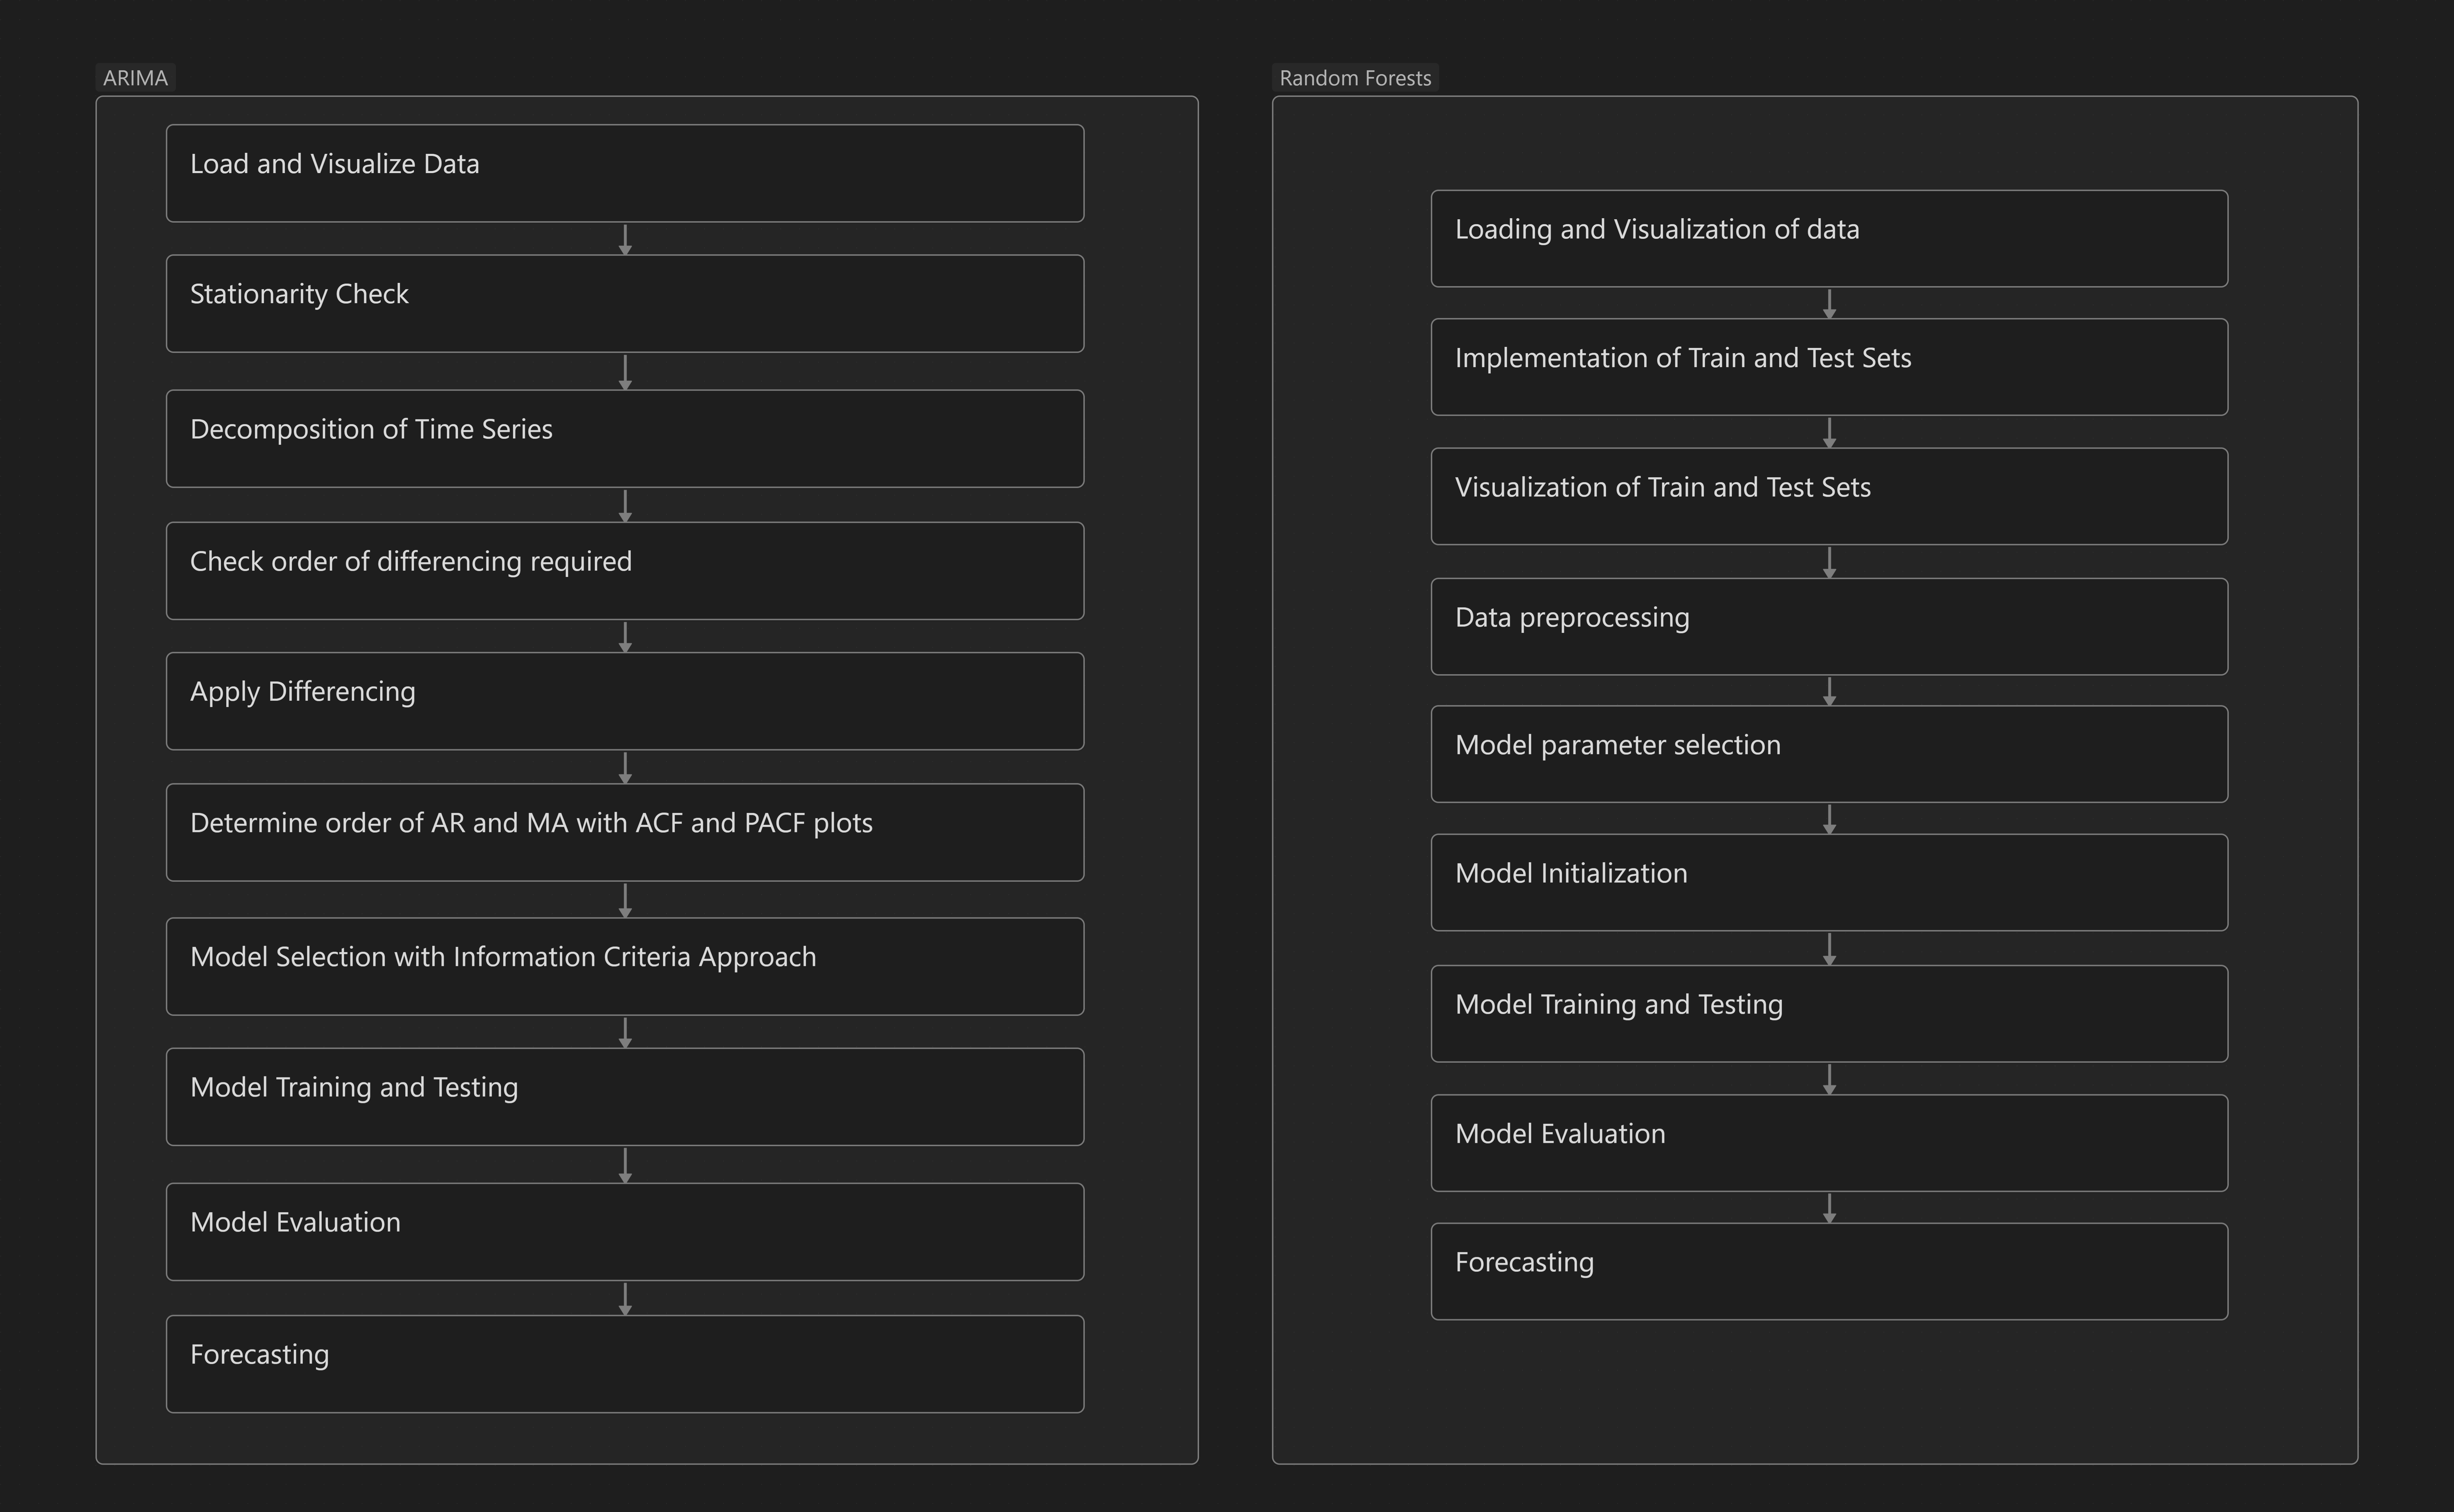 ARIMA
Load and Visualize Data
Stationarity Check
Decomposition of Time Series
Check order of differencing required
Apply Differencing
Determine order of AR and MA with ACF and PACF plots
Model Selection with Information Criteria Approach
Model Training and Testing
Model Evaluation
Forecasting
Random Forests
Loading and Visualization of data
Implementation of Train and Test Sets
Visualization of Train and Test Sets
Data preprocessing
Model parameter selection
Model Initialization
Model Training and Testing
Model Evaluation
Forecasting